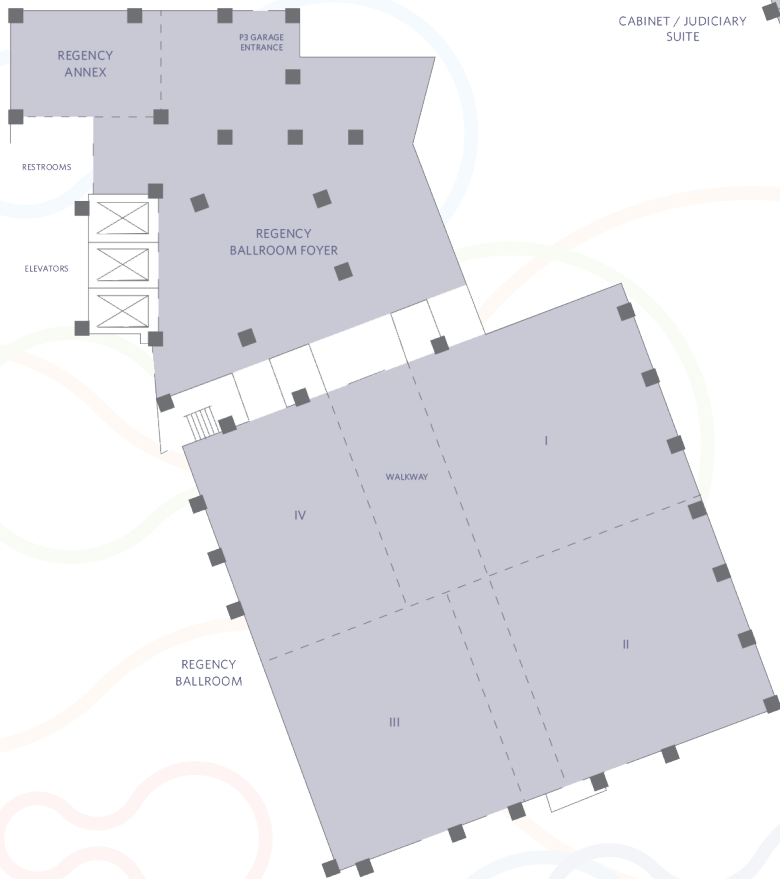 CABINET / JUDICIARY
SUITE
P3 GARAGE
ENTRANCE
REGENCY
ANNEX
RESTROOMS
REGENCY
BALLROOM FOYER
ELEVATORS
I
WALKWAY
IV
II
REGENCY
BALLROOM
III